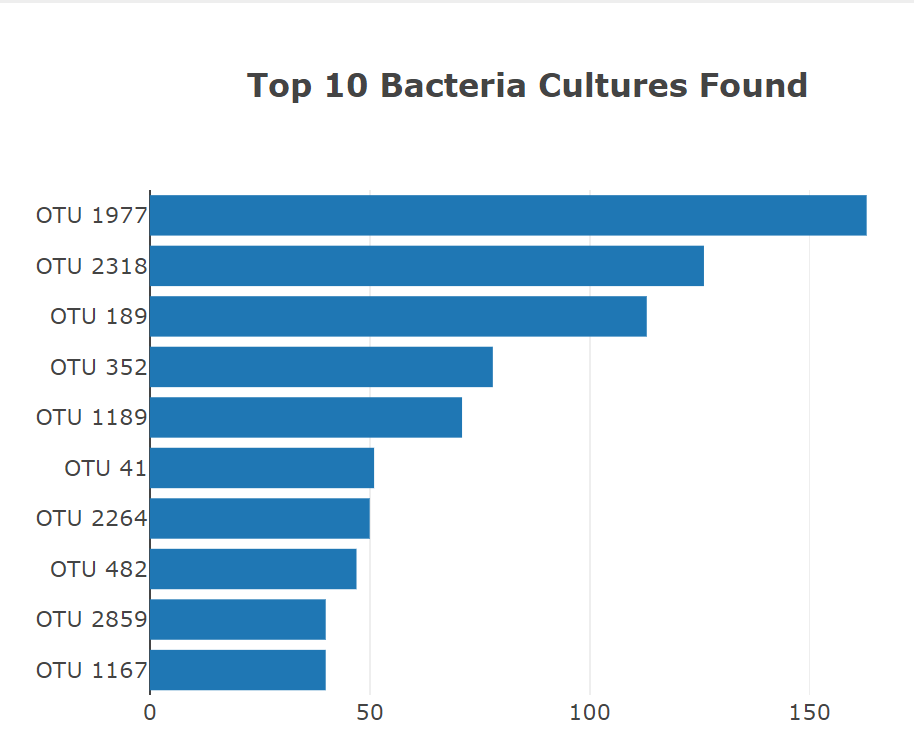 Top 10 Bacteria Cultures Found
OTU 1977
OTU 2318
OTU 189
OTU 352
OTU 1189
OTU 41
OTU 2264
OTU 482
OTU 2859
OTU 1167
0 50 100 150